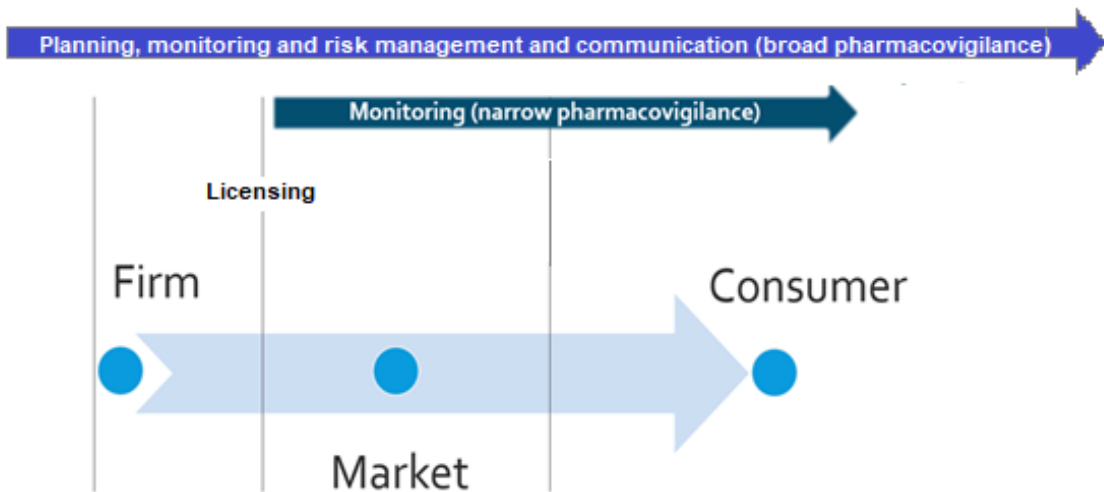 Planning, monitoring and risk management and communication (broad pharmacovigilance)
Monitoring (narrow pharmacovigilance)
Licensing
Firm
Consumer
Market